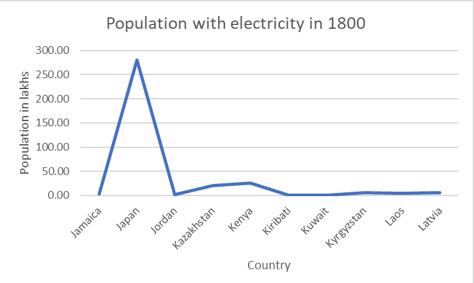 Population with electricity in 1800
300.00
250.00
200.00
150.00
100.00
50.00
0.00
Population in lakhs
Jamaica
Japan
Jordan
Kazakhstan
Kenya
Kiribati
Kuwait
Kyrgyzstan
Laos
Latvia
Country